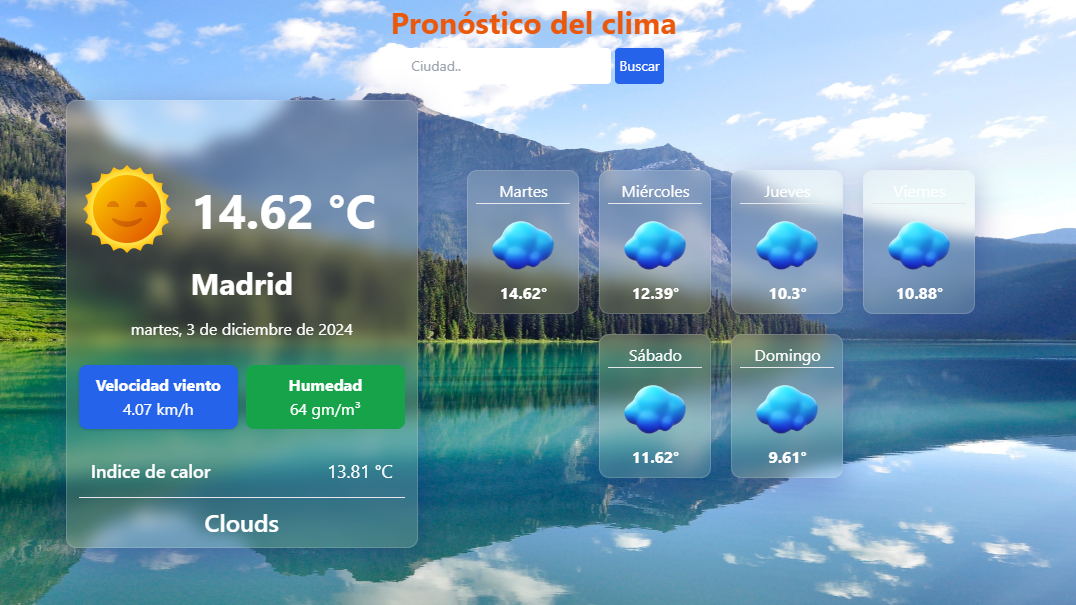 Pronóstico del clima
Ciudad..
Buscar
14.62 °C
Madrid
martes, 3 de diciembre de 2024
Velocidad viento
4.07 km/h
Humedad
64 gm/m³
Indice de calor
13.81 °C
Clouds
Martes
14.62°
Miércoles
12.39°
Jueves
10.3°
Viernes
10.88°
Sábado
11.62°
Domingo
9.61°